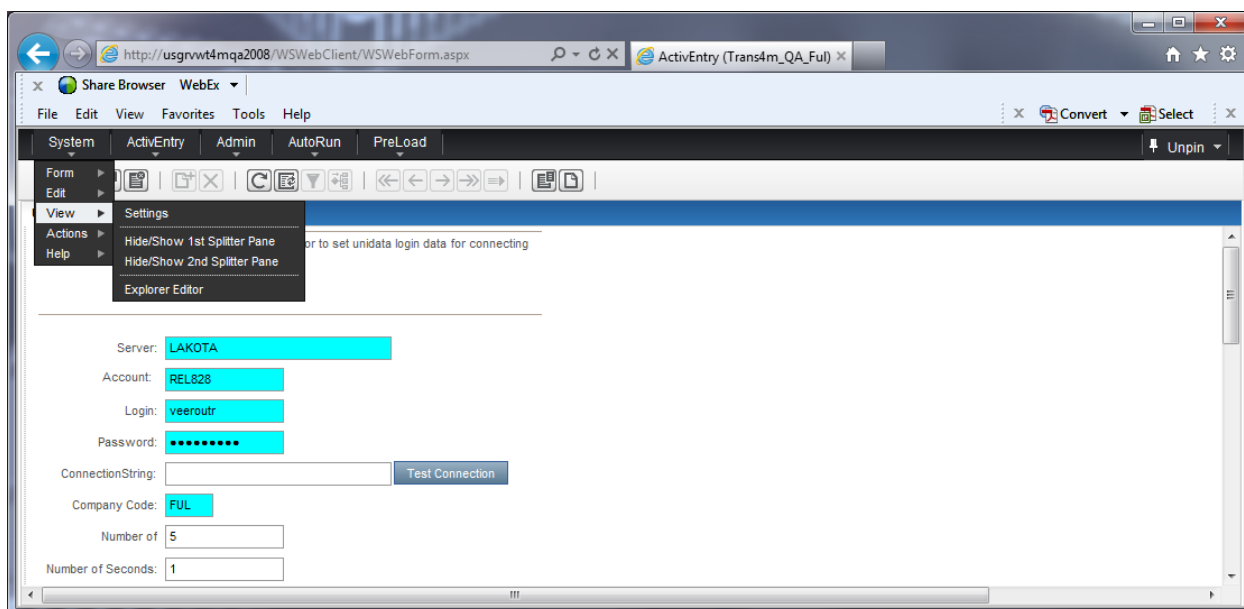 http://usgrvwt4mqa2008/WSWebClient/WSWebForm.aspx
ActivEntry (Trans4m_QA_Ful)
x Share Browser WebEx
File Edit View Favorites Tools Help
x Convert Select x
System ActivEntry Admin AutoRun PreLoad
Unpin
Form
Edit
View
Actions
Help
Settings
Hide/Show 1st Splitter Pane
Hide/Show 2nd Splitter Pane
Explorer Editor
or to set unidata login data for connecting
Server: LAKOTA
Account: REL828
Login: veeroutr
Password: •••••••••
ConnectionString: Test Connection
Company Code: FUL
Number of 5
Number of Seconds: 1